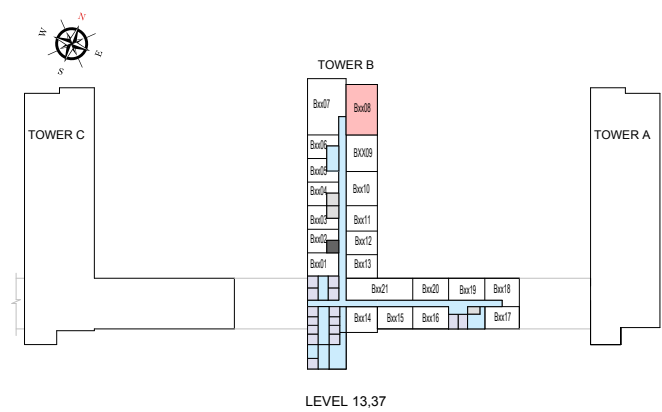 N
W
E
S
TOWER B
TOWER C
TOWER A
Bxx07
Bxx08
Bxx06
BXX09
Bxx05
Bxx04
Bxx10
Bxx03
Bxx11
Bxx02
Bxx12
Bxx01
Bxx13
Bxx21
Bxx20
Bxx19
Bxx18
Bxx14
Bxx15
Bxx16
Bxx17
LEVEL 13,37